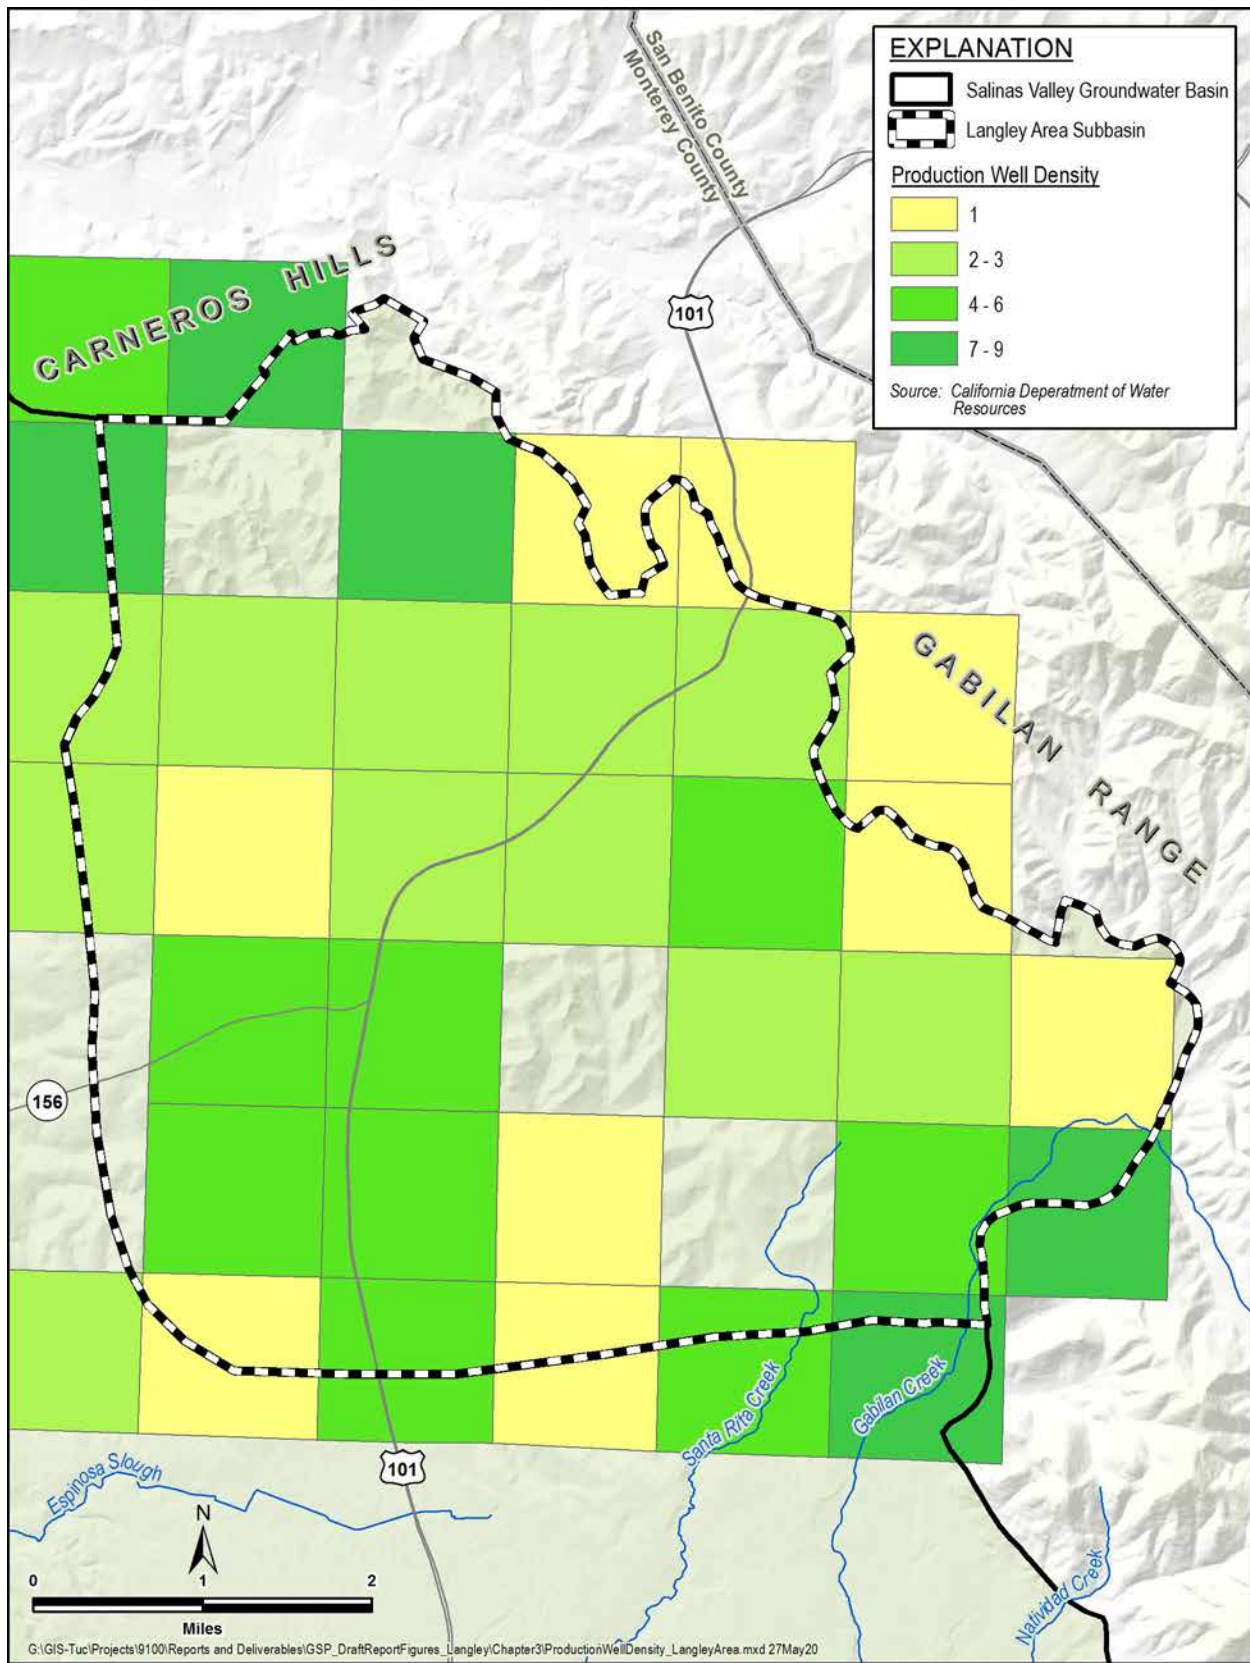 EXPLANATION
Salinas Valley Groundwater Basin
Langley Area Subbasin
Production Well Density
1
2 - 3
4 - 6
7 - 9
Source: California Deperatment of Water
Resources
San Benito County
Monterey County
CARNEROS HILLS
101
GABILAN RANGE
156
Santa Rita Creek
Gabilan Creek
101
Espinosa Slough
Natividad Creek
N
0 1 2
Miles
G:\GIS-Tuc\Projects\9100\Reports and Deliverables\GSP_DraftReportFigures_Langley\Chapter3\ProductionWellDensity_LangleyArea.mxd 27May20